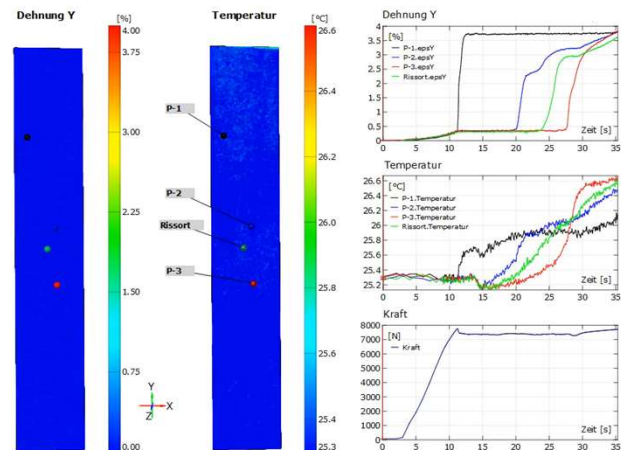 Dehnung Y
[%]
4.00
3.00
2.25
1.50
0.75
0.00
Y
X
Z
Temperatur
[°C]
26.6
26.4
26.2
26.0
25.8
25.6
25.3
P-1
P-2
Rissort
P-3
Dehnung Y
[%]
P-1.epsY
P-2.epsY
P-3.epsY
Rissort.epsY
4
3.5
3.0
2.5
2.0
1.5
1.0
0.5
0.0
Zeit [s]
0 5 10 15 20 25 30 35
Temperatur
[°C]
P-1.Temperatur
P-2.Temperatur
P-3.Temperatur
Rissort.Temperatur
26.6
26.4
26.2
26.0
25.8
25.6
25.4
25.2
Zeit [s]
0 5 10 15 20 25 30 35
Kraft
[N]
Kraft
8000
7000
6000
5000
4000
3000
2000
1000
0
Zeit [s]
0 5 10 15 20 25 30 35